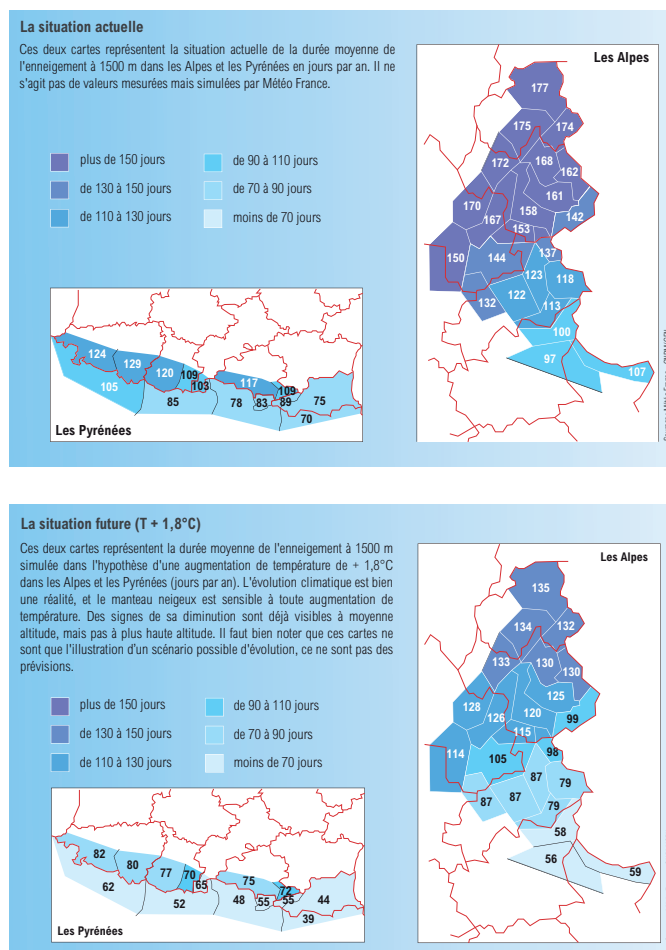 La situation actuelle
Ces deux cartes représentent la situation actuelle de la durée moyenne de
l'enneigement à 1500 m dans les Alpes et les Pyrénées en jours par an. Il ne
s'agit pas de valeurs mesurées mais simulées par Météo France.
plus de 150 jours
de 130 à 150 jours
de 110 à 130 jours
de 90 à 110 jours
de 70 à 90 jours
moins de 70 jours
124
129
120
109
103
105
85
117
109
78
83
89
75
70
Les Pyrénées
Les Alpes
177
175
174
172
168
162
161
170
167
158
142
153
150
144
137
123
118
132
122
113
100
97
107
La situation future (T + 1,8°C)
Ces deux cartes représentent la durée moyenne de l'enneigement à 1500 m
simulée dans l'hypothèse d'une augmentation de température de + 1,8°C
dans les Alpes et les Pyrénées (jours par an). L'évolution climatique est bien
une réalité, et le manteau neigeux est sensible à toute augmentation de
température. Des signes de sa diminution sont déjà visibles à moyenne
altitude, mais pas à plus haute altitude. Il faut bien noter que ces cartes ne
sont que l'illustration d'un scénario possible d'évolution, ce ne sont pas des
prévisions.
plus de 150 jours
de 130 à 150 jours
de 110 à 130 jours
de 90 à 110 jours
de 70 à 90 jours
moins de 70 jours
82
80
77
70
65
62
52
75
72
48
55
55
44
39
Les Pyrénées
Les Alpes
135
134
132
133
130
130
125
128
126
120
99
115
114
105
98
87
79
87
87
79
58
56
59